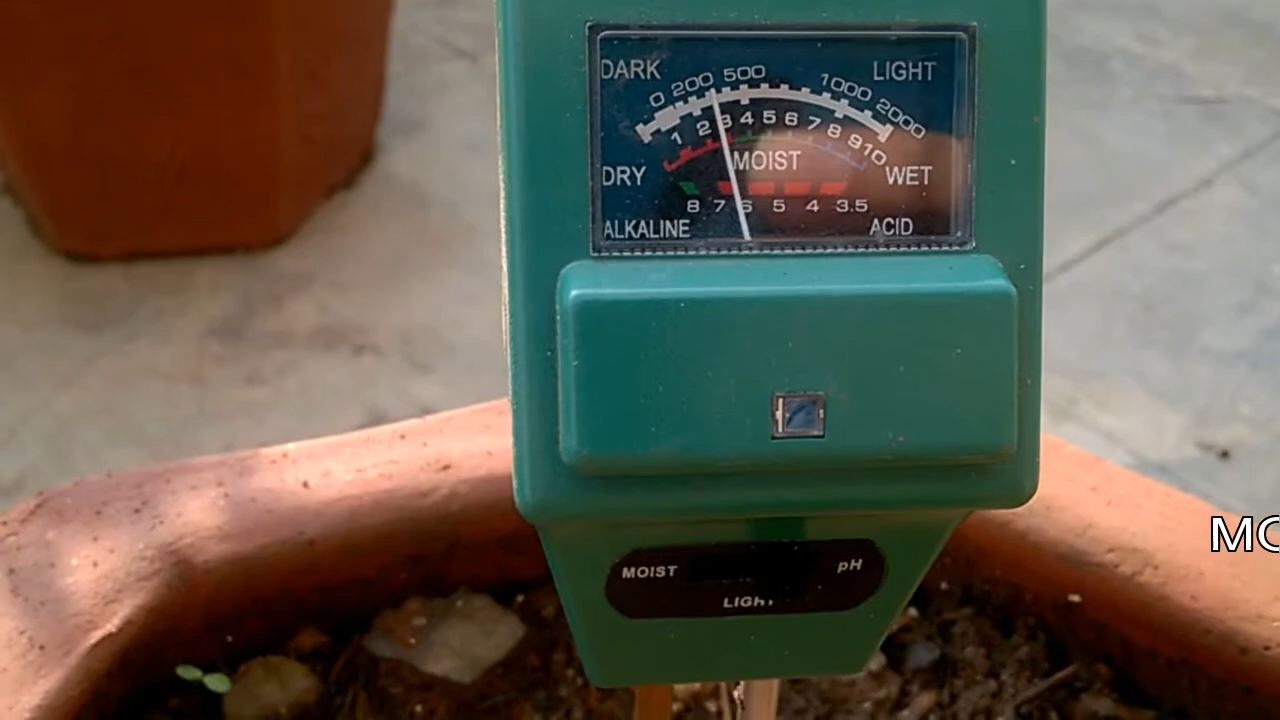 DARK LIGHT
0 200 500 1000 2000
1 2 3 4 5 6 7 8 9 10
DRY MOIST WET
8 7 6 5 4 3.5
ALKALINE ACID
MOIST pH
LIGHT
MO